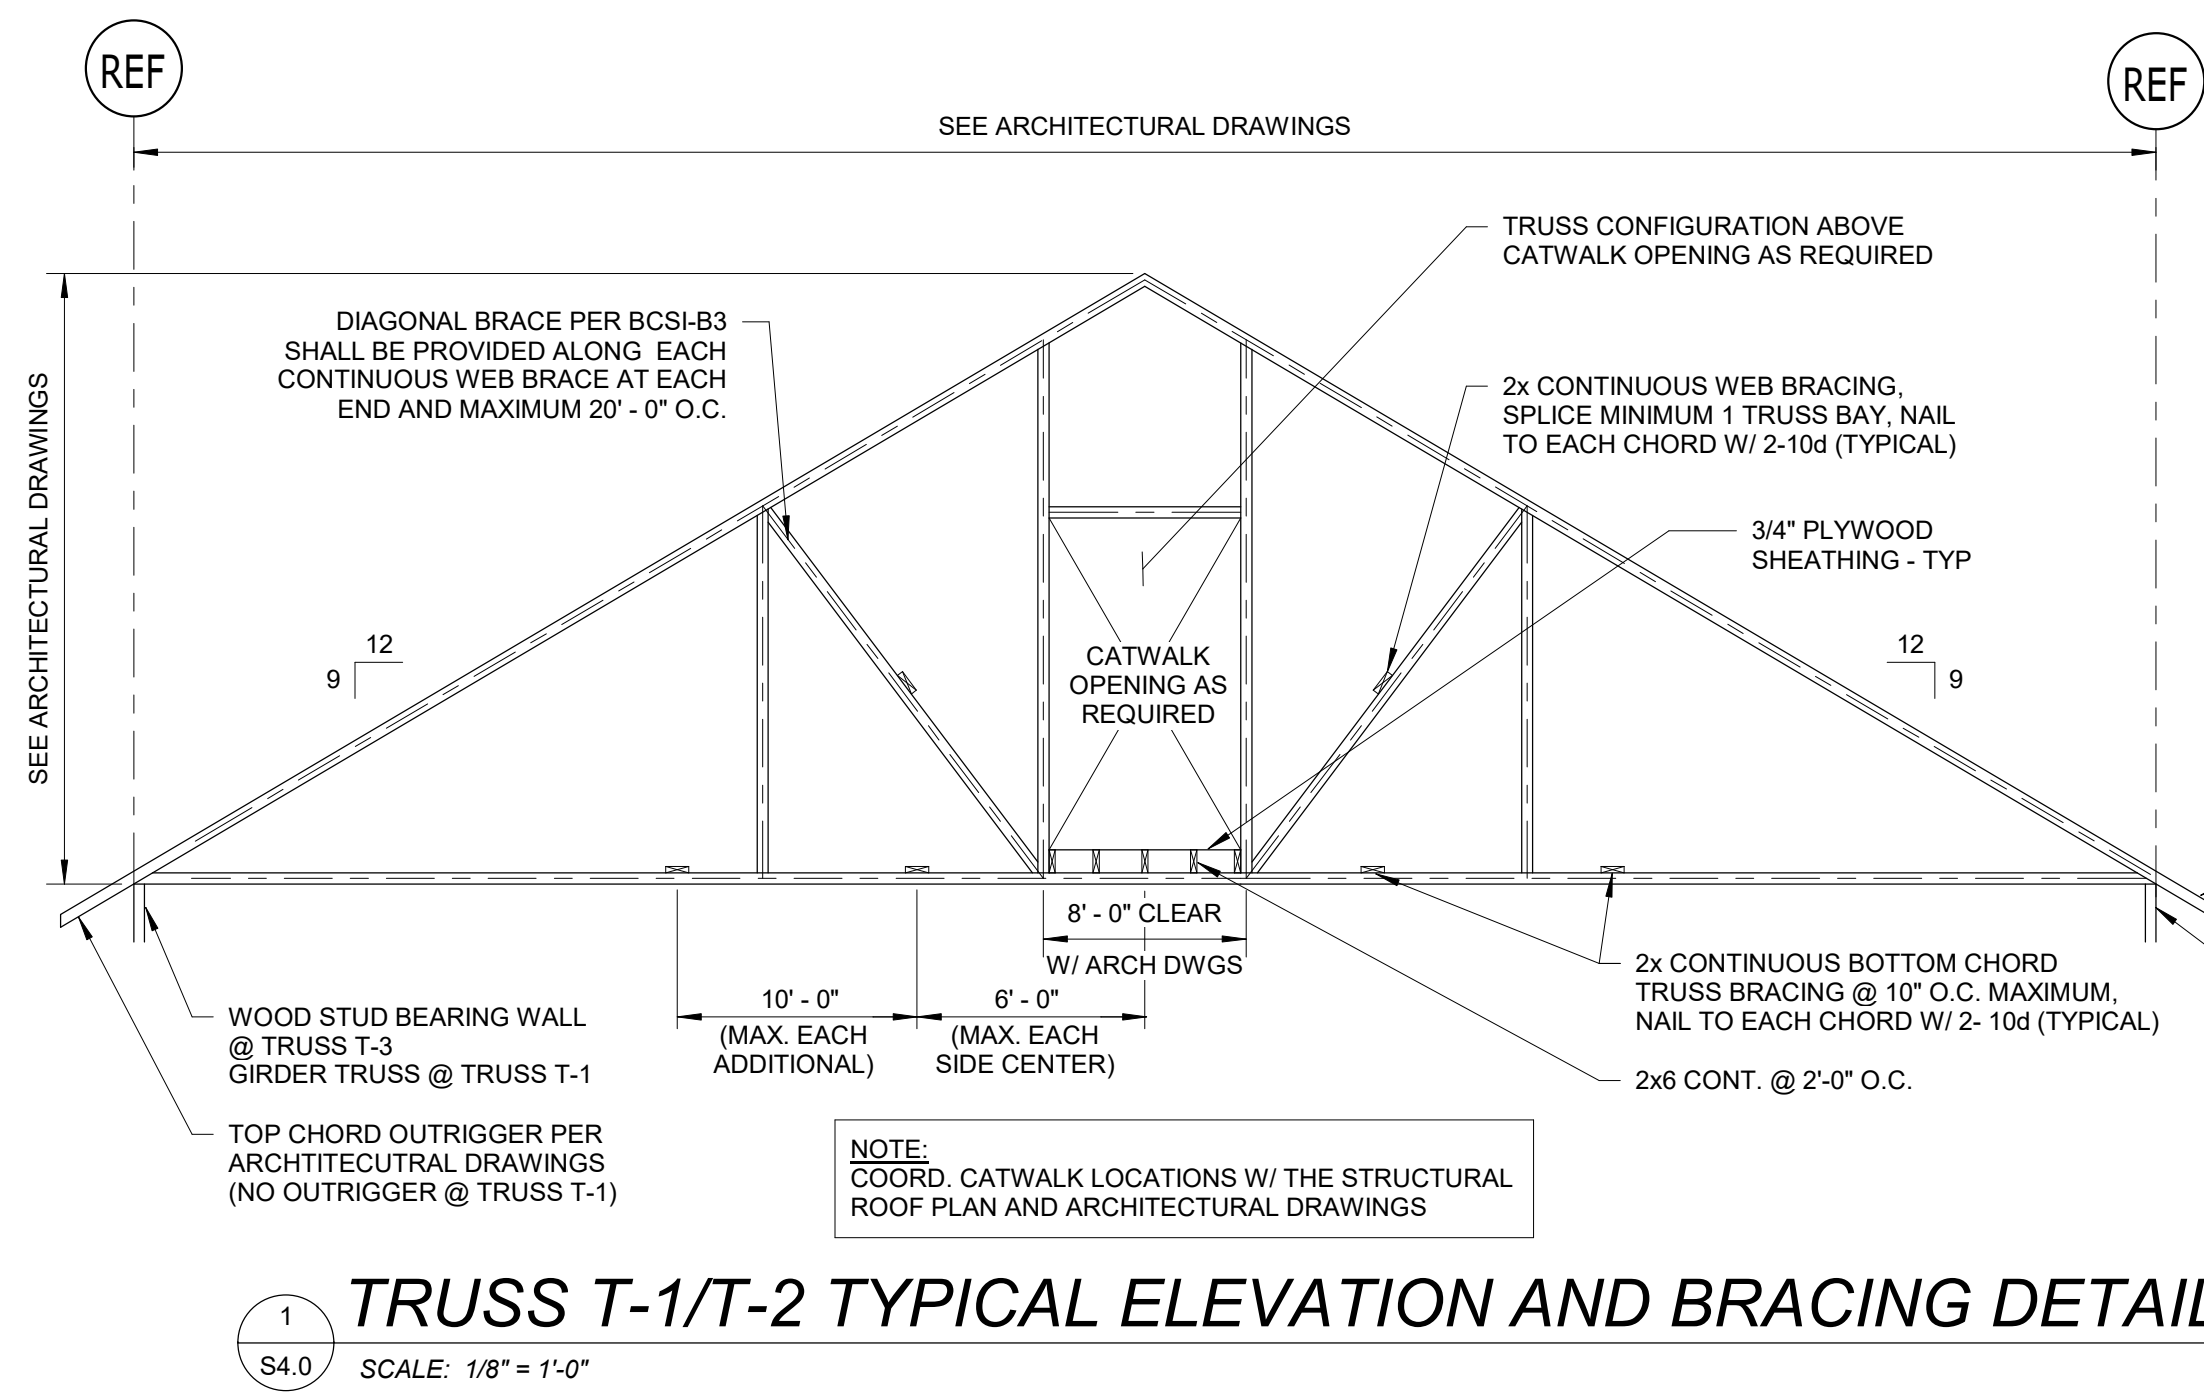 REF
REF
SEE ARCHITECTURAL DRAWINGS
TRUSS CONFIGURATION ABOVE
CATWALK OPENING AS REQUIRED
DIAGONAL BRACE PER BCSI-B3
SHALL BE PROVIDED ALONG EACH
CONTINUOUS WEB BRACE AT EACH
END AND MAXIMUM 20' - 0" O.C.
2x CONTINUOUS WEB BRACING,
SPLICE MINIMUM 1 TRUSS BAY, NAIL
TO EACH CHORD W/ 2-10d (TYPICAL)
SEE ARCHITECTURAL DRAWINGS
3/4" PLYWOOD
SHEATHING - TYP
12
9
CATWALK
OPENING AS
REQUIRED
12
9
8' - 0" CLEAR
W/ ARCH DWGS
10' - 0"
(MAX. EACH
ADDITIONAL)
6' - 0"
(MAX. EACH
SIDE CENTER)
2x CONTINUOUS BOTTOM CHORD
TRUSS BRACING @ 10" O.C. MAXIMUM,
NAIL TO EACH CHORD W/ 2- 10d (TYPICAL)
WOOD STUD BEARING WALL
@ TRUSS T-3
GIRDER TRUSS @ TRUSS T-1
2x6 CONT. @ 2'-0" O.C.
TOP CHORD OUTRIGGER PER
ARCHTITECUTRAL DRAWINGS
(NO OUTRIGGER @ TRUSS T-1)
NOTE:
COORD. CATWALK LOCATIONS W/ THE STRUCTURAL
ROOF PLAN AND ARCHITECTURAL DRAWINGS
1
S4.0
TRUSS T-1/T-2 TYPICAL ELEVATION AND BRACING DETAIL
SCALE: 1/8" = 1'-0"